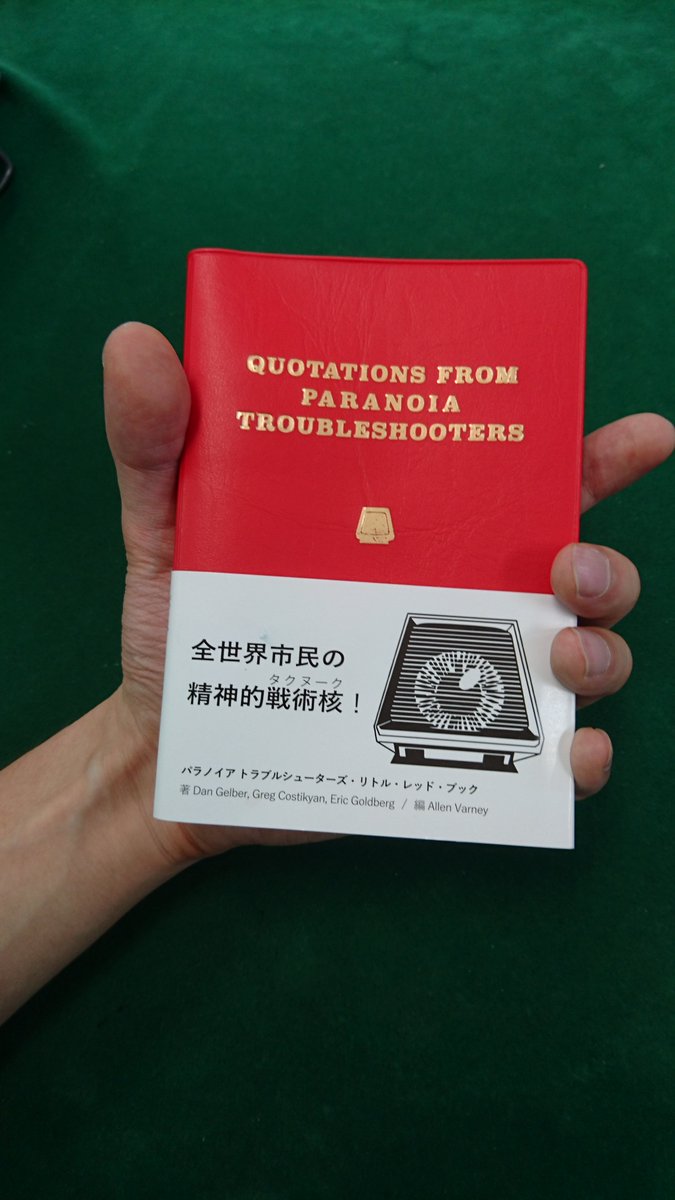 QUOTATIONS FROM
PARANOIA
TROUBLESHOOTERS
全世界市民の
タクヌーク
精神的戦術核！
パラノイア トラブルシューターズ・リトル・レッド・ブック
著 Dan Gelber, Greg Costikyan, Eric Goldberg / 編 Allen Varney